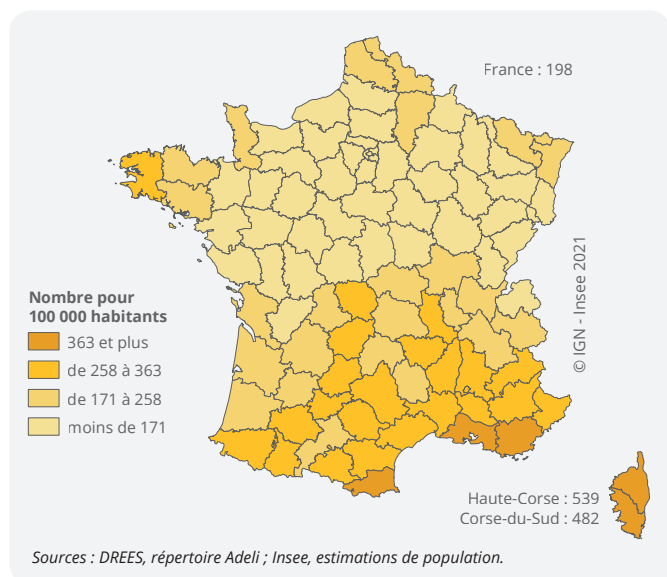 France : 198
© IGN - Insee 2021
Nombre pour
100 000 habitants
363 et plus
de 258 à 363
de 171 à 258
moins de 171
Haute-Corse : 539
Corse-du-Sud : 482
Sources : DREES, répertoire Adeli ; Insee, estimations de population.